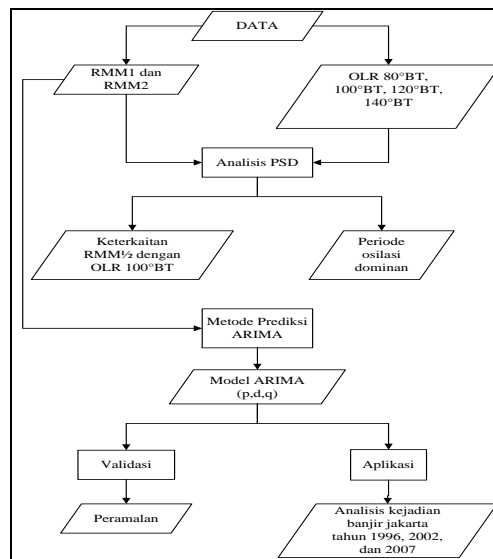 DATA
RMM1 dan
RMM2
OLR 80°BT,
100°BT, 120°BT,
140°BT
Analisis PSD
Keterkaitan
RMM½ dengan
OLR 100°BT
Periode
osilasi
dominan
Metode Prediksi
ARIMA
Model ARIMA
(p,d,q)
Validasi
Aplikasi
Peramalan
Analisis kejadian
banjir jakarta
tahun 1996, 2002,
dan 2007